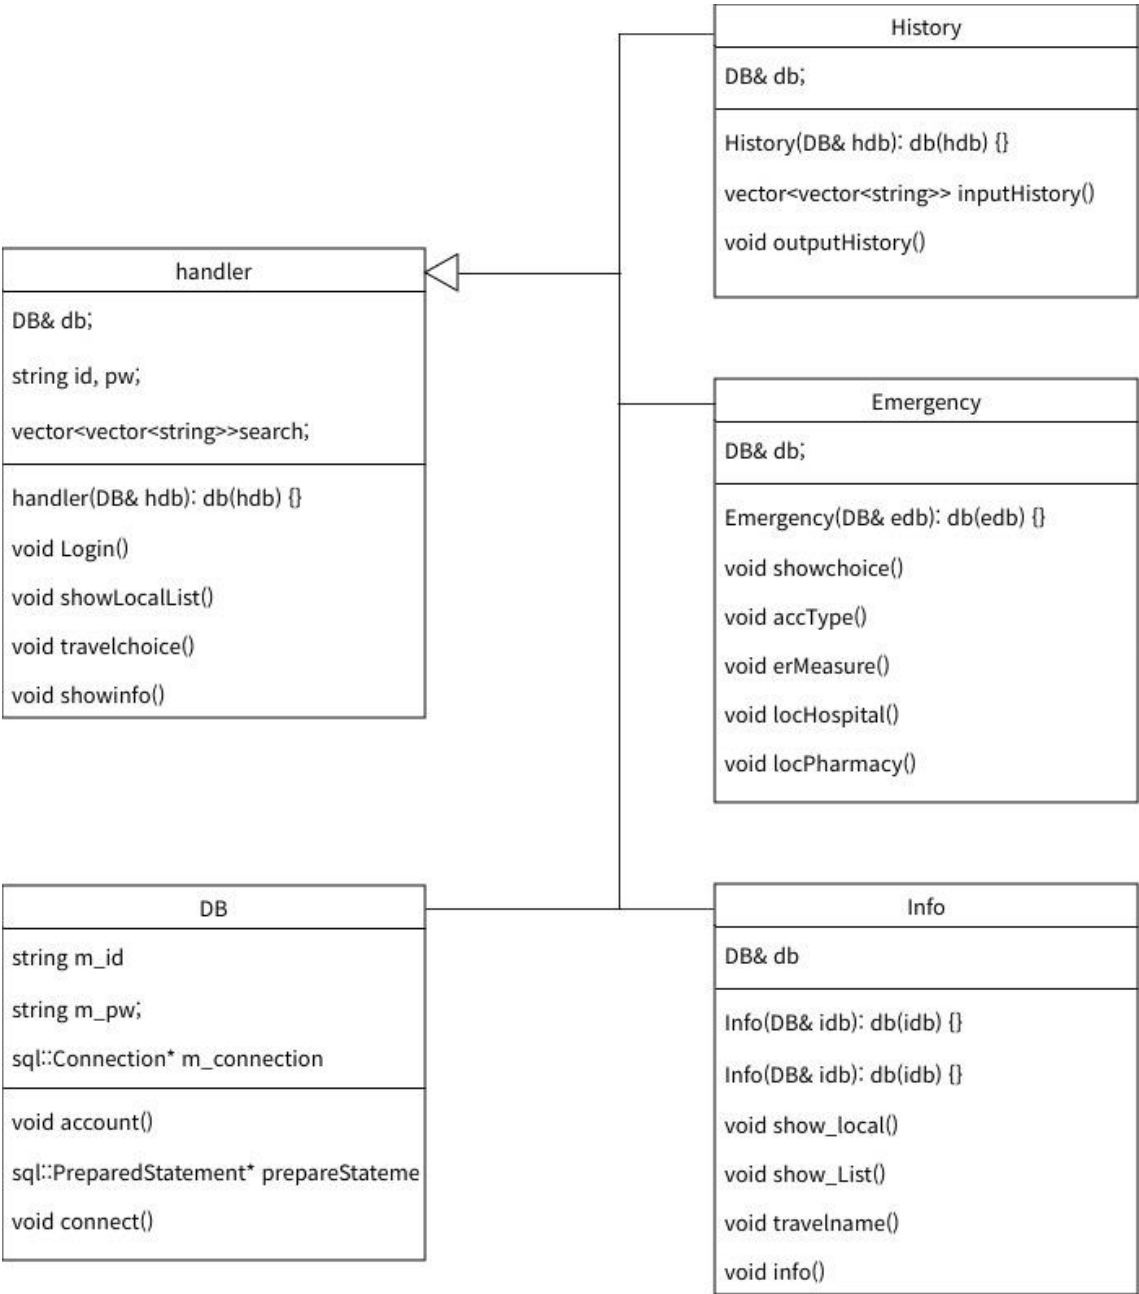 History
DB& db;
History(DB& hdb): db(hdb) {}
vector<vector<string>> inputHistory()
void outputHistory()
handler
DB& db;
string id, pw;
vector<vector<string>>search;
handler(DB& hdb): db(hdb) {}
void Login()
void showLocalList()
void travelchoice()
void showinfo()
Emergency
DB& db;
Emergency(DB& edb): db(edb) {}
void showchoice()
void accType()
void erMeasure()
void locHospital()
void locPharmacy()
DB
string m_id
string m_pw;
sql::Connection* m_connection
void account()
sql::PreparedStatement* prepareStateme
void connect()
Info
DB& db
Info(DB& idb): db(idb) {}
Info(DB& idb): db(idb) {}
void show_local()
void show_List()
void travelname()
void info()